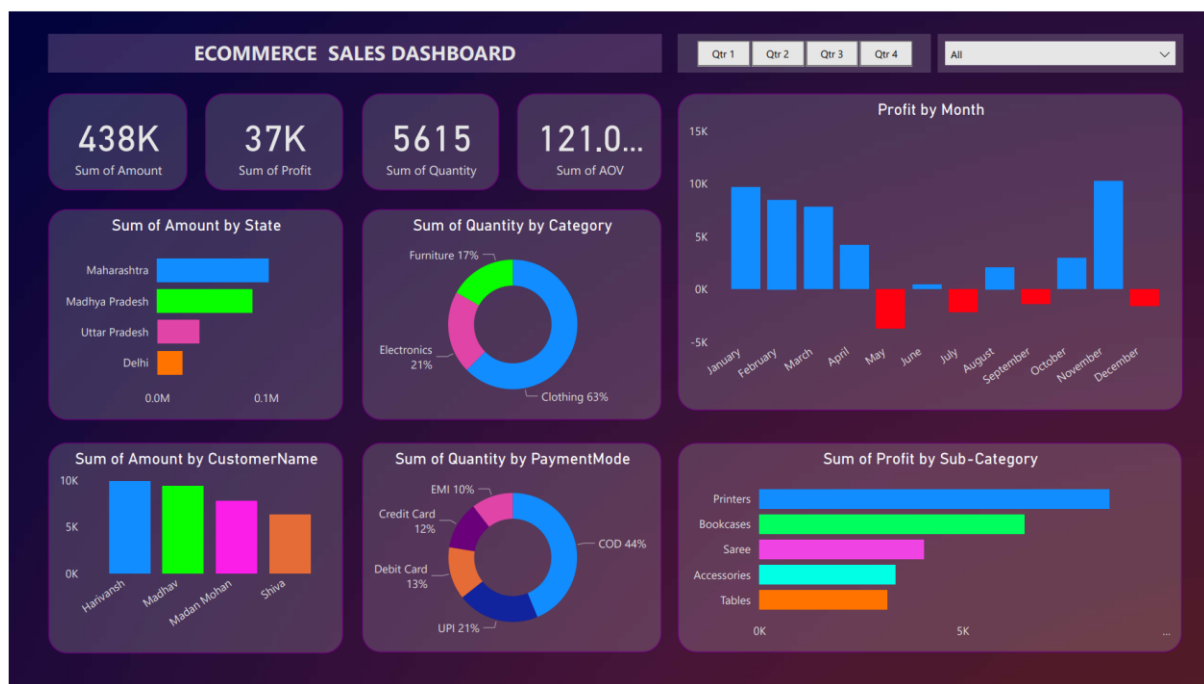 ECOMMERCE  SALES DASHBOARD
Qtr 1
Qtr 2
Qtr 3
Qtr 4
All
438K
Sum of Amount
37K
Sum of Profit
5615
Sum of Quantity
121.0...
Sum of AOV
Profit by Month
15K
10K
5K
0K
-5K
January
February
March
April
May
June
July
August
September
October
November
December
Sum of Amount by State
Maharashtra
Madhya Pradesh
Uttar Pradesh
Delhi
0.0M
0.1M
Sum of Quantity by Category
Furniture 17%
Electronics
21%
Clothing 63%
Sum of Amount by CustomerName
10K
5K
0K
Harivansh
Madhav
Madan Mohan
Shiva
Sum of Quantity by PaymentMode
EMI 10%
Credit Card
12%
Debit Card
13%
UPI 21%
COD 44%
Sum of Profit by Sub-Category
Printers
Bookcases
Saree
Accessories
Tables
0K
5K
...